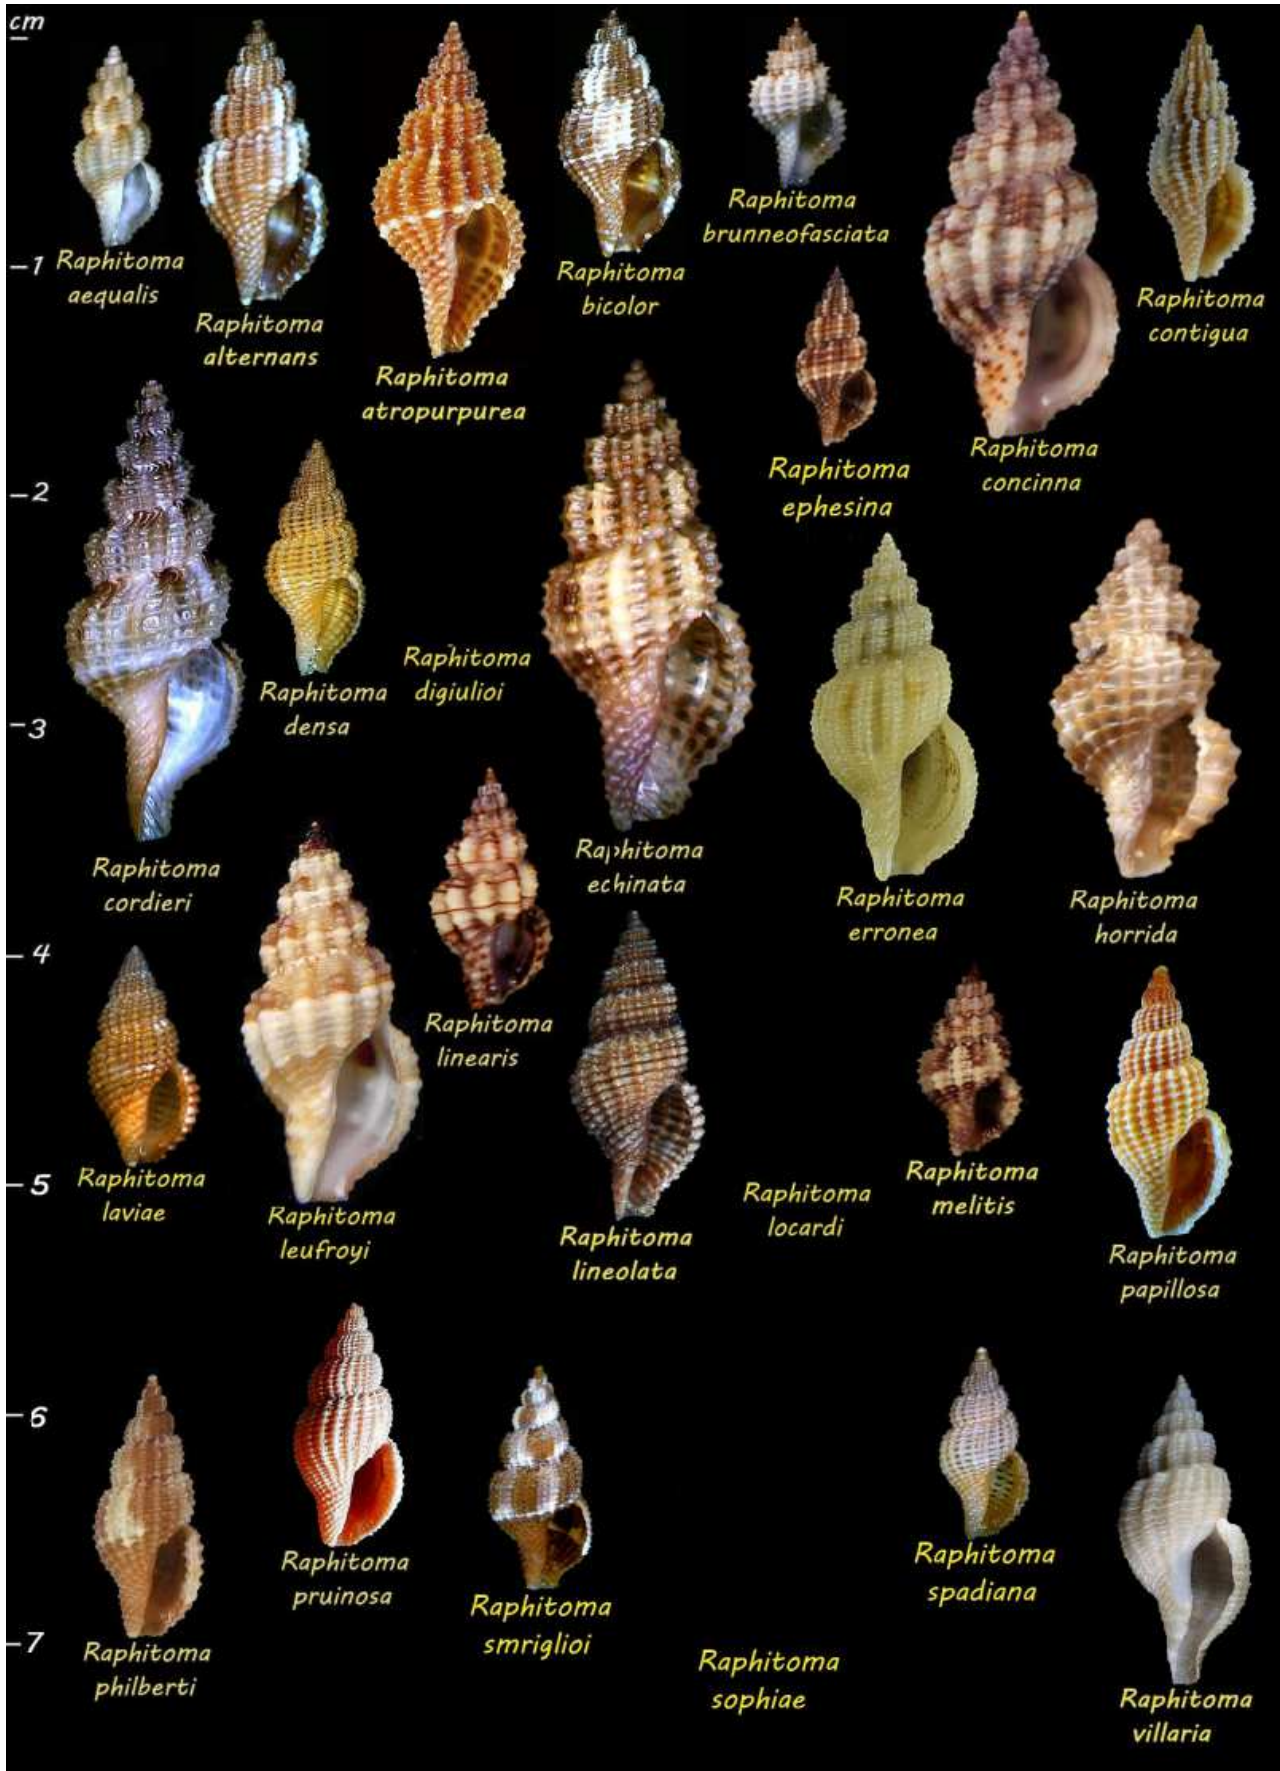 cm
Raphitoma
aequalis
Raphitoma
alternans
Raphitoma
atropurpurea
Raphitoma
bicolor
Raphitoma
brunneofasciata
Raphitoma
concinna
Raphitoma
contigua
1
Raphitoma
ephesina
2
Raphitoma
cordieri
Raphitoma
densa
Raphitoma
digiulioi
Raphitoma
echinata
Raphitoma
erronea
Raphitoma
horrida
3
4
Raphitoma
laviae
Raphitoma
leufroyi
Raphitoma
linearis
Raphitoma
lineolata
Raphitoma
locardi
Raphitoma
melitis
Raphitoma
papillosa
5
6
Raphitoma
philberti
Raphitoma
pruinosa
Raphitoma
smriglioi
Raphitoma
sophiae
Raphitoma
spadiana
Raphitoma
villaria
7